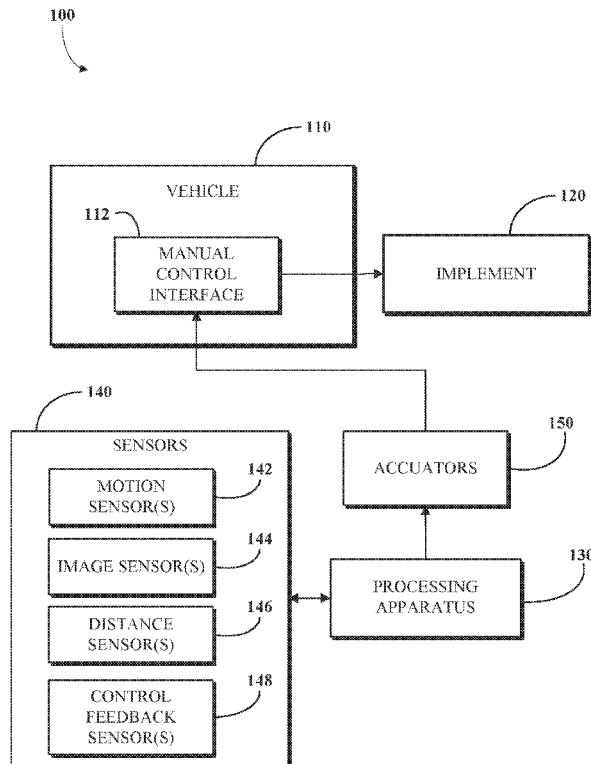 100
110
VEHICLE
112
MANUAL
CONTROL
INTERFACE
120
IMPLEMENT
140
SENSORS
142
MOTION
SENSOR(S)
144
IMAGE SENSOR(S)
146
DISTANCE
SENSOR(S)
148
CONTROL
FEEDBACK
SENSOR(S)
150
ACCUATORS
130
PROCESSING
APPARATUS